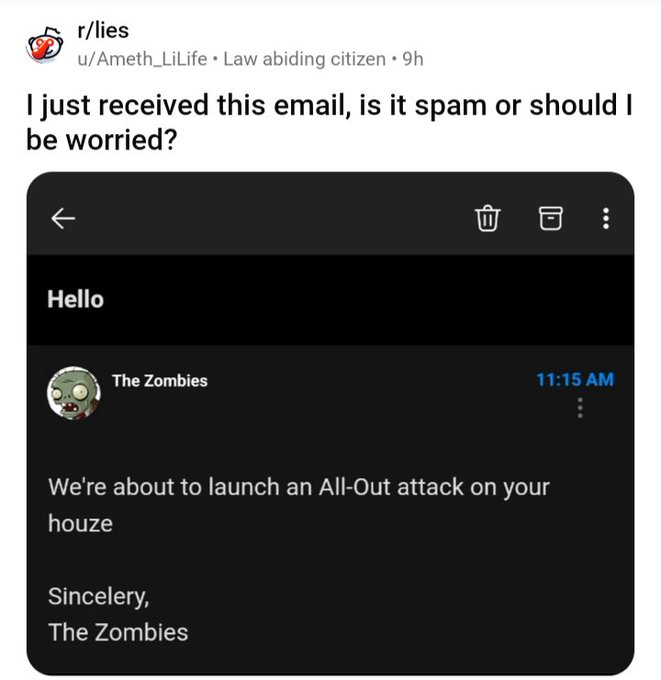 r/lies
u/Ameth_LiLife • Law abiding citizen • 9h
I just received this email, is it spam or should I
be worried?
Hello
The Zombies
11:15 AM
We're about to launch an All-Out attack on your
houze
Sincelery,
The Zombies